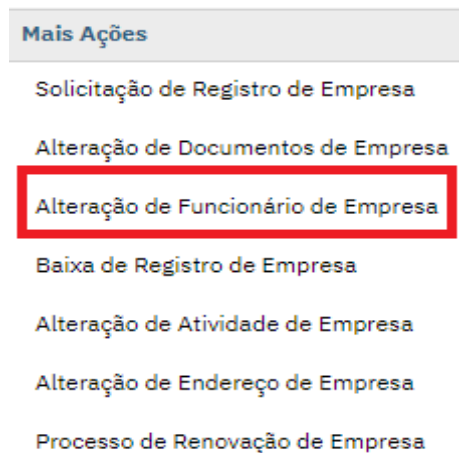 Mais Ações
Solicitação de Registro de Empresa
Alteração de Documentos de Empresa
Alteração de Funcionário de Empresa
Baixa de Registro de Empresa
Alteração de Atividade de Empresa
Alteração de Endereço de Empresa
Processo de Renovação de Empresa